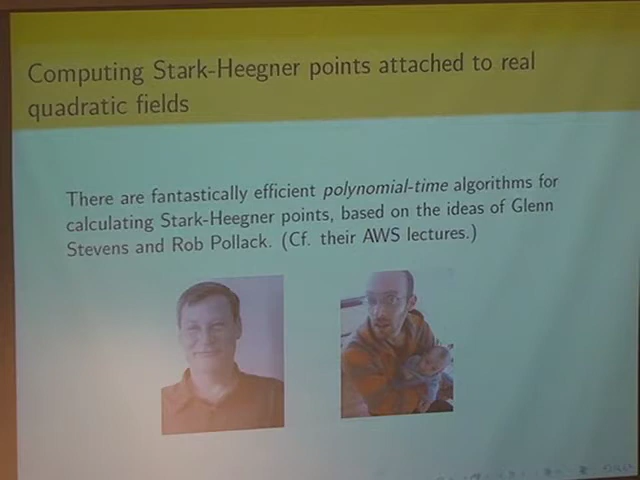 Computing Stark-Heegner points attached to real
quadratic fields
There are fantastically efficient polynomial-time algorithms for
calculating Stark-Heegner points, based on the ideas of Glenn
Stevens and Rob Pollack. (Cf. their AWS lectures.)